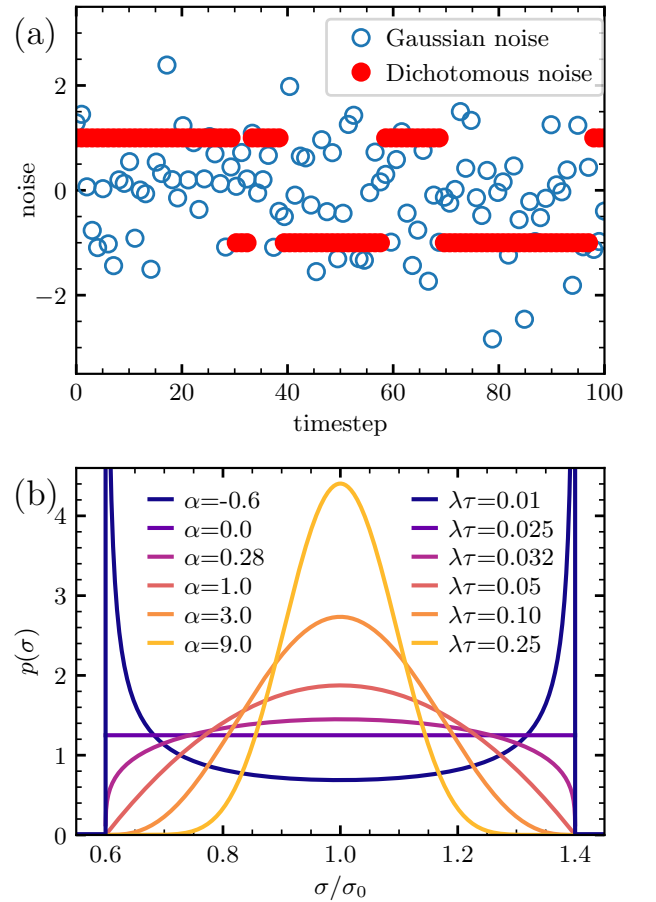 (a)
Gaussian noise
Dichotomous noise
noise
2
0
−2
0 20 40 60 80 100
timestep
(b)
α=-0.6 λτ=0.01
α=0.0 λτ=0.025
α=0.28 λτ=0.032
α=1.0 λτ=0.05
α=3.0 λτ=0.10
α=9.0 λτ=0.25
p(σ)
4
3
2
1
0
0.6 0.8 1.0 1.2 1.4
σ/σ₀